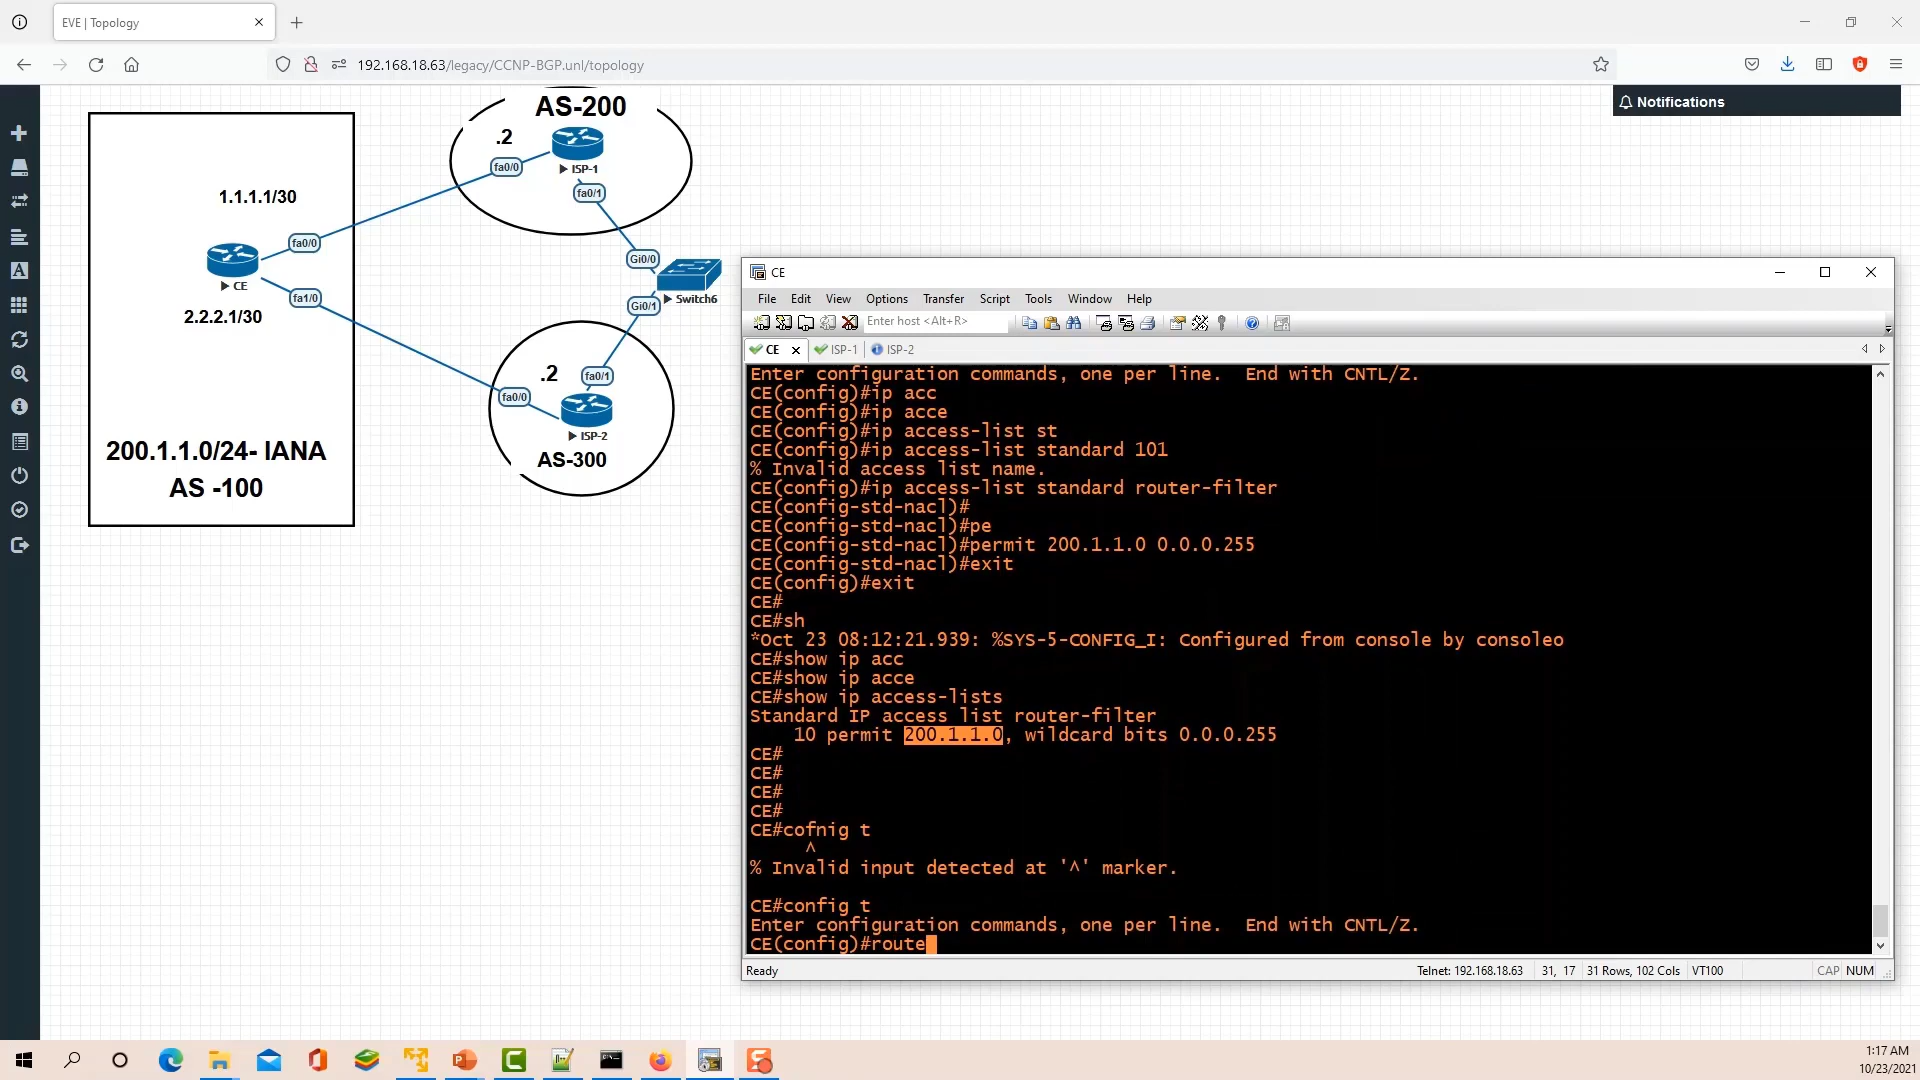 EVE | Topology
192.168.18.63/legacy/CCNP-BGP.unl/topology
Notifications
AS-200
.2
fa0/0
ISP-1
fa0/1
1.1.1.1/30
fa0/0
CE
fa1/0
2.2.2.1/30
Gi0/0
Switch6
Gi0/1
.2
fa0/1
fa0/0
ISP-2
AS-300
200.1.1.0/24- IANA
AS -100
CE
File Edit View Options Transfer Script Tools Window Help
Enter host <Alt+R>
CE ISP-1 ISP-2
Enter configuration commands, one per line.  End with CNTL/Z.
CE(config)#ip acc
CE(config)#ip acce
CE(config)#ip access-list st
CE(config)#ip access-list standard 101
% Invalid access list name.
CE(config)#ip access-list standard router-filter
CE(config-std-nacl)#
CE(config-std-nacl)#pe
CE(config-std-nacl)#permit 200.1.1.0 0.0.0.255
CE(config-std-nacl)#exit
CE(config)#exit
CE#
CE#sh
*Oct 23 08:12:21.939: %SYS-5-CONFIG_I: Configured from console by consoleo
CE#show ip acc
CE#show ip acce
CE#show ip access-lists
Standard IP access list router-filter
    10 permit 200.1.1.0, wildcard bits 0.0.0.255
CE#
CE#
CE#
CE#
CE#cofnig t
^
% Invalid input detected at '^' marker.
CE#config t
Enter configuration commands, one per line.  End with CNTL/Z.
CE(config)#route
Ready Telnet: 192.168.18.63 31, 17 31 Rows, 102 Cols VT100 CAP NUM
1:17 AM
10/23/2021